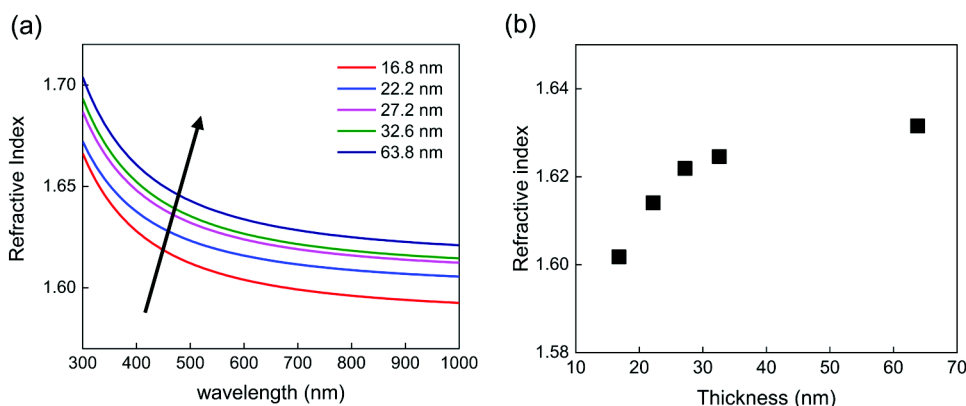 (a)
Refractive Index
1.70
1.65
1.60
300 400 500 600 700 800 900 1000
wavelength (nm)
16.8 nm
22.2 nm
27.2 nm
32.6 nm
63.8 nm
(b)
Refractive index
1.64
1.62
1.60
1.58
10 20 30 40 50 60 70
Thickness (nm)